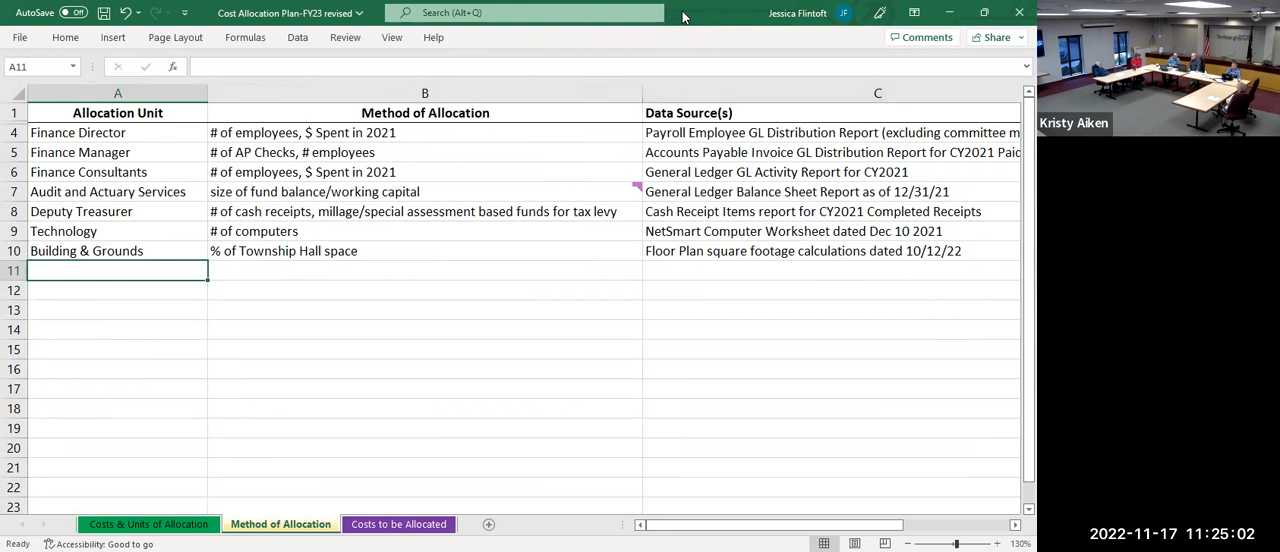 AutoSave Off Cost Allocation Plan-FY23 revised Search (Alt+Q) Jessica Flintoft JF
File Home Insert Page Layout Formulas Data Review View Help Comments Share
A11 fx
A B C
1 Allocation Unit Method of Allocation Data Source(s)
4 Finance Director # of employees, $ Spent in 2021 Payroll Employee GL Distribution Report (excluding committee m
5 Finance Manager # of AP Checks, # employees Accounts Payable Invoice GL Distribution Report for CY2021 Paid
6 Finance Consultants # of employees, $ Spent in 2021 General Ledger GL Activity Report for CY2021
7 Audit and Actuary Services size of fund balance/working capital General Ledger Balance Sheet Report as of 12/31/21
8 Deputy Treasurer # of cash receipts, millage/special assessment based funds for tax levy Cash Receipt Items report for CY2021 Completed Receipts
9 Technology # of computers NetSmart Computer Worksheet dated Dec 10 2021
10 Building & Grounds % of Township Hall space Floor Plan square footage calculations dated 10/12/22
11
12
13
14
15
16
17
18
19
20
21
22
23
Costs & Units of Allocation Method of Allocation Costs to be Allocated
Ready Accessibility: Good to go 130%
Kristy Aiken
2022-11-17 11:25:02